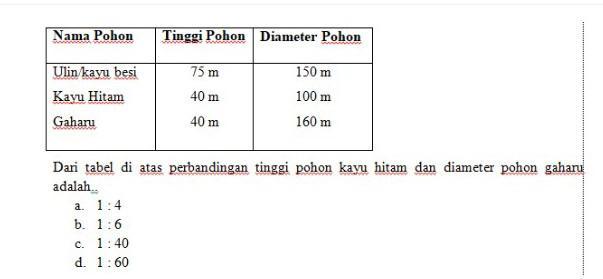 Nama Pohon Tinggi Pohon Diameter Pohon
Ulin/kayu besi 75 m 150 m
Kayu Hitam 40 m 100 m
Gaharu 40 m 160 m
Dari tabel di atas perbandingan tinggi pohon kayu hitam dan diameter pohon gaharu
adalah..
a. 1 : 4
b. 1 : 6
c. 1 : 40
d. 1 : 60